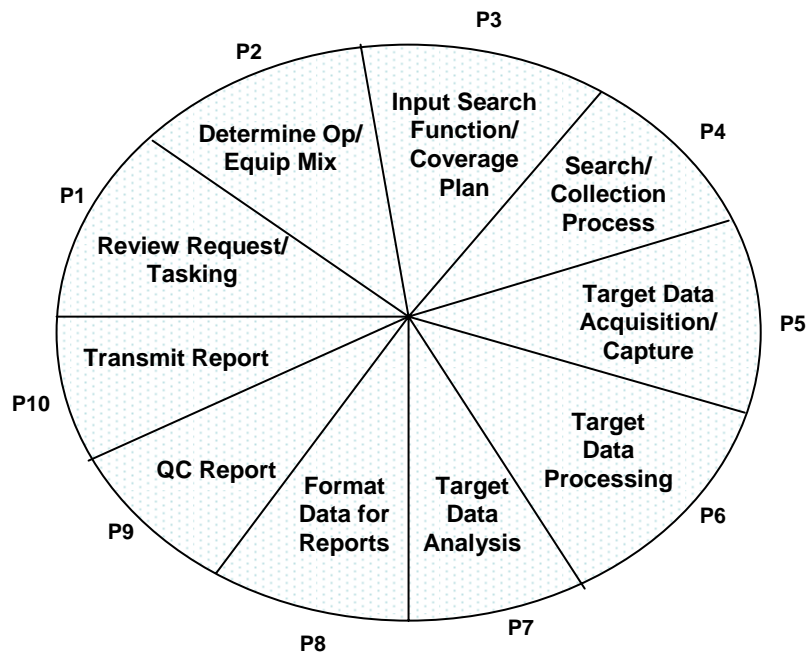 P1
Review Request/
Tasking
P2
Determine Op/
Equip Mix
P3
Input Search
Function/
Coverage
Plan
P4
Search/
Collection
Process
P5
Target Data
Acquisition/
Capture
P6
Target
Data
Processing
P7
Target
Data
Analysis
P8
Format
Data for
Reports
P9
QC Report
P10
Transmit Report